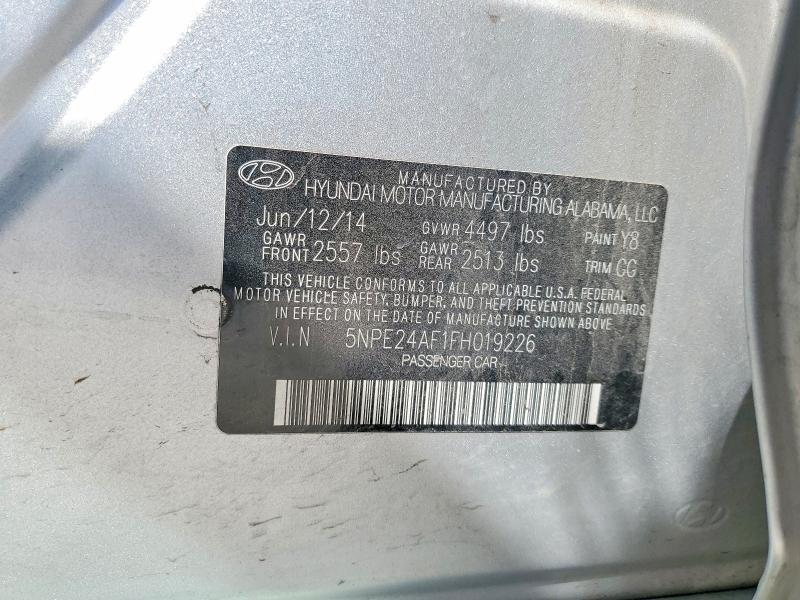 MANUFACTURED BY
HYUNDAI MOTOR MANUFACTURING ALABAMA, LLC
Jun/12/14 GVWR 4497 lbs PAINT Y8
GAWR FRONT 2557 lbs GAWR REAR 2513 lbs TRIM GG
THIS VEHICLE CONFORMS TO ALL APPLICABLE U.S.A. FEDERAL
MOTOR VEHICLE SAFETY, BUMPER, AND THEFT PREVENTION STANDARDS
IN EFFECT ON THE DATE OF MANUFACTURE SHOWN ABOVE.
V.I.N 5NPE24AF1FH019226
PASSENGER CAR